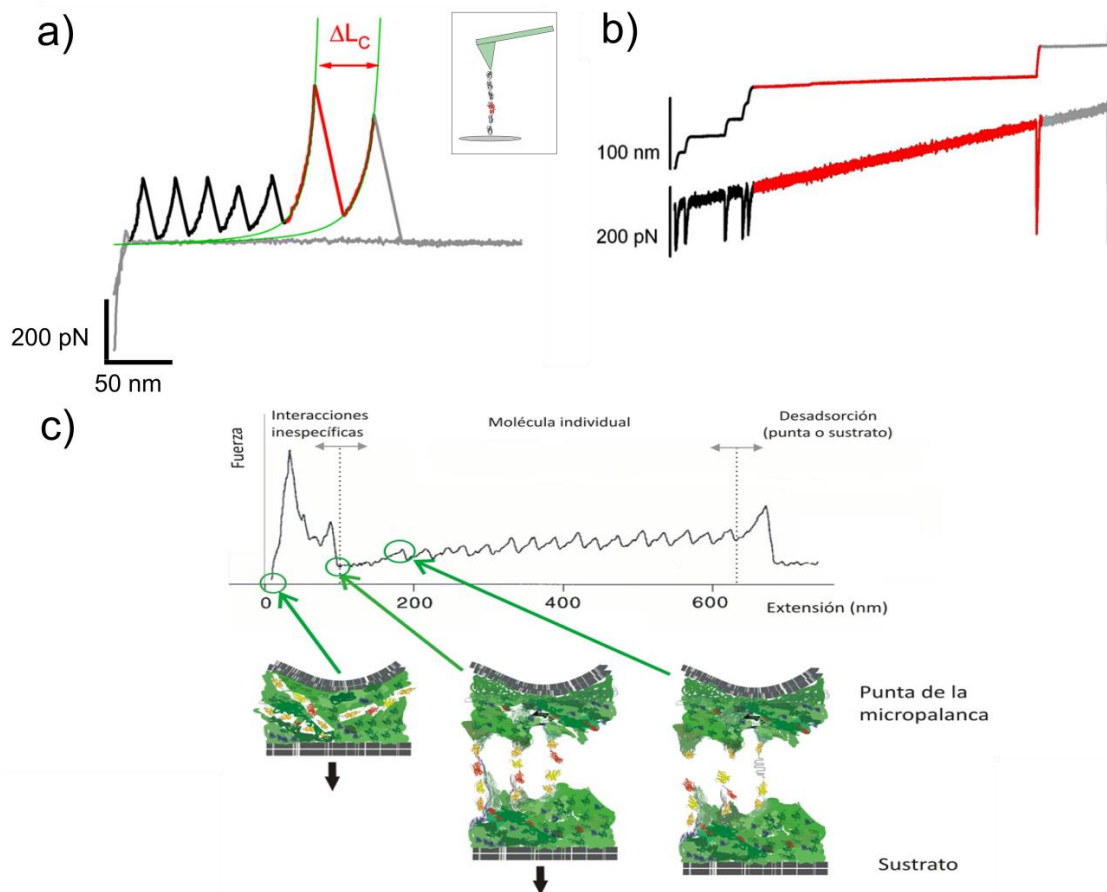 a)
ΔLC
200 pN
50 nm
b)
100 nm
200 pN
c)
Fuerza
Interacciones
inespecíficas
Molécula individual
Desadsorción
(punta o sustrato)
0
200
400
600
Extensión (nm)
Punta de la
micropalanca
Sustrato